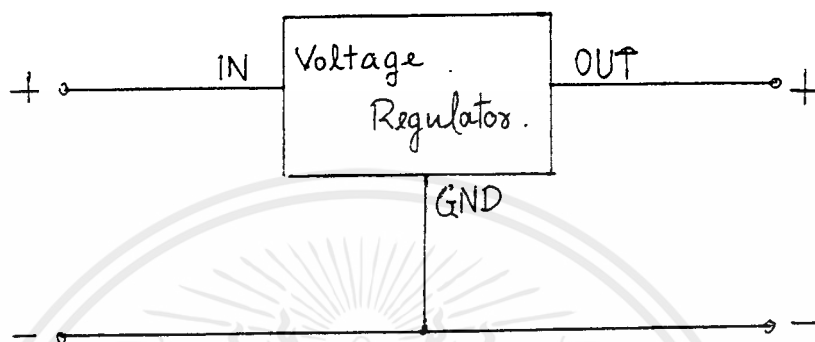 IN
Voltage
Regulator.
OUT
+
+
GND
-
-